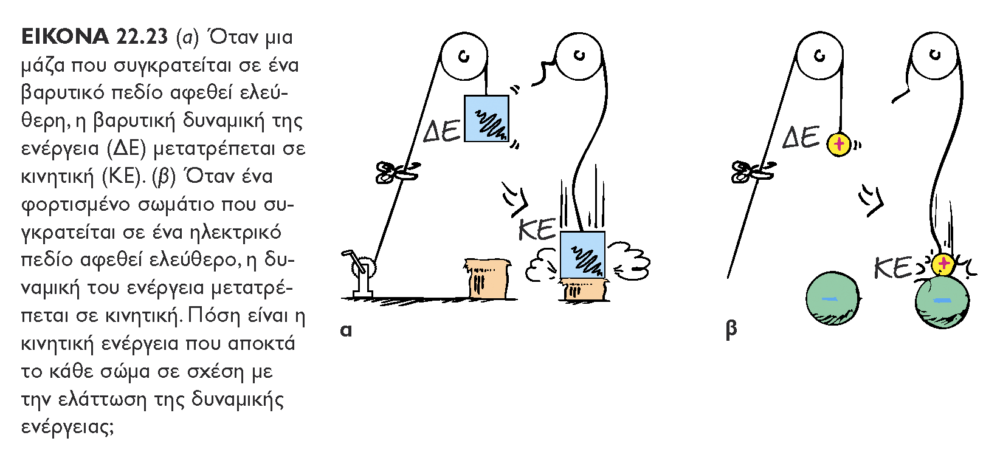 ΕΙΚΟΝΑ 22.23 (α) Όταν μια
μάζα που συγκρατείται σε ένα
βαρυτικό πεδίο αφεθεί ελεύ-
θερη, η βαρυτική δυναμική της
ενέργεια (ΔΕ) μετατρέπεται σε
κινητική (ΚΕ). (β) Όταν ένα
φορτισμένο σωμάτιο που συ-
γκρατείται σε ένα ηλεκτρικό
πεδίο αφεθεί ελεύθερο, η δυ-
ναμική του ενέργεια μετατρέ-
πεται σε κινητική. Πόση είναι η
κινητική ενέργεια που αποκτά
το κάθε σώμα σε σχέση με
την ελάττωση της δυναμικής
ενέργειας;
ΔΕ
ΚΕ
α
ΔΕ
+
ΚΕ
+
–
–
β